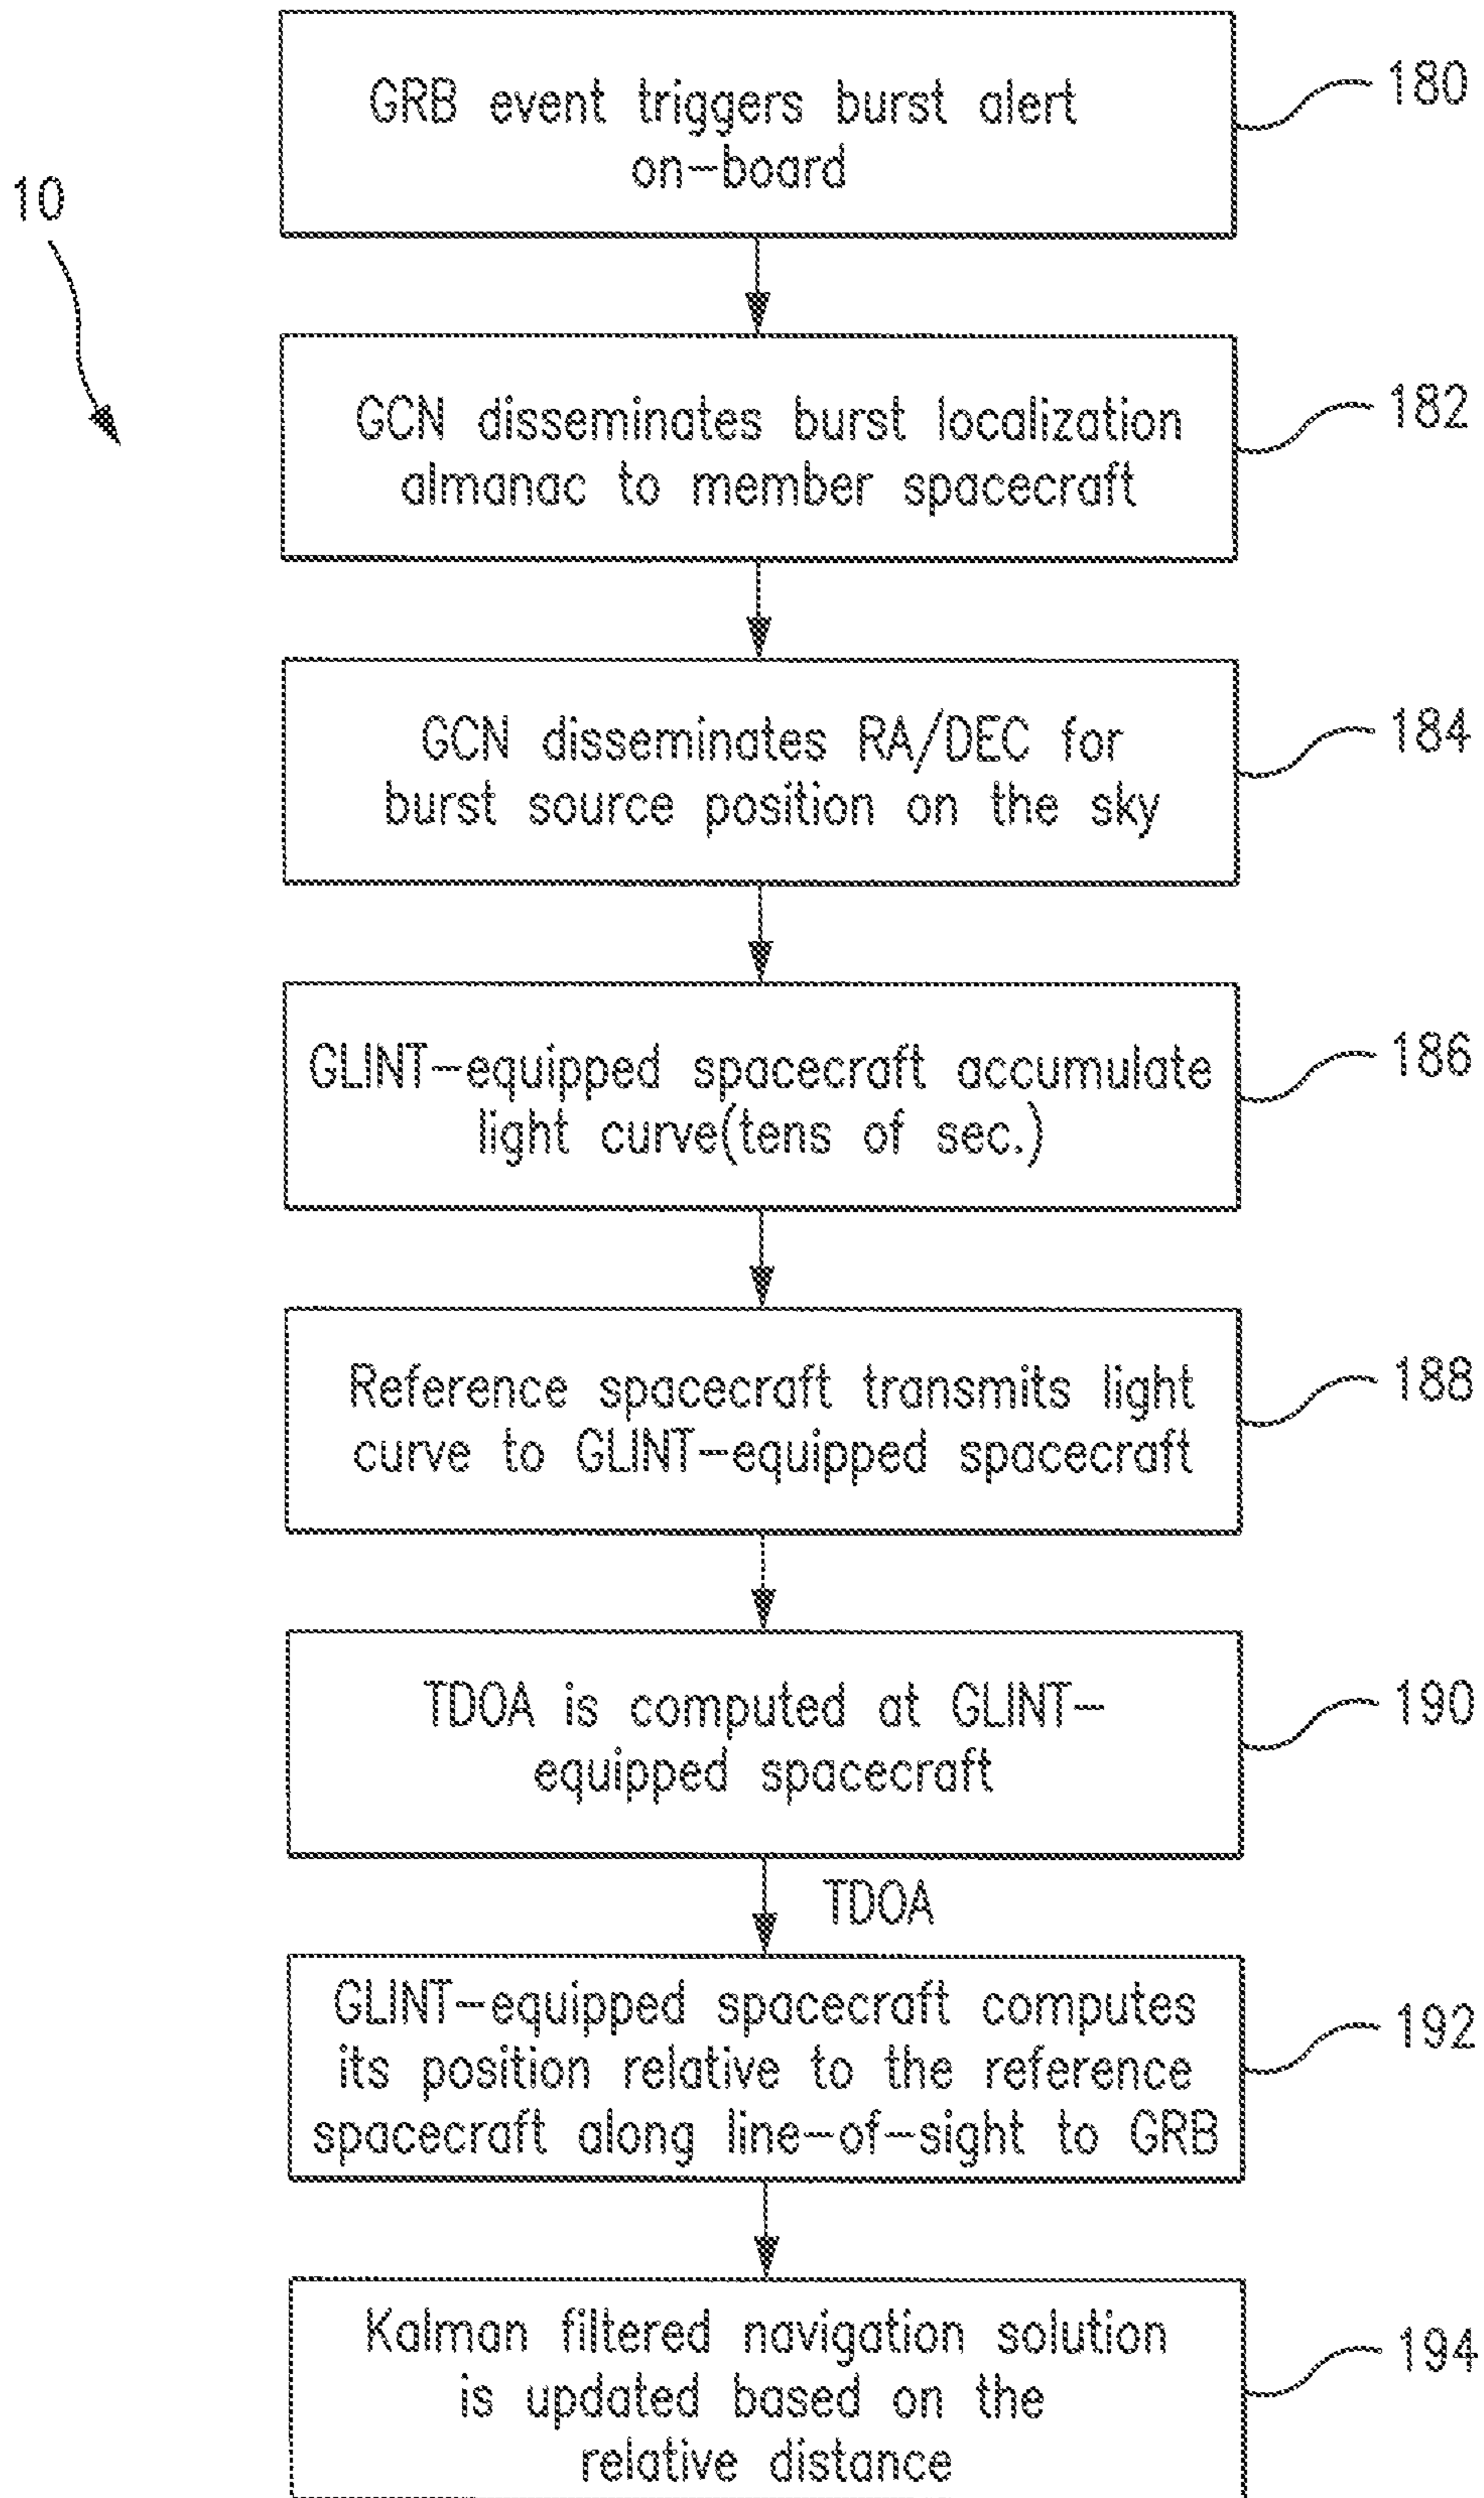 GRB event triggers burst alert
on-board
180
10
GCN disseminates burst localization
almanac to member spacecraft
182
GCN disseminates RA/DEC for
burst source position on the sky
184
GLINT-equipped spacecraft accumulate
light curve(tens of sec.)
186
Reference spacecraft transmits light
curve to GLINT-equipped spacecraft
188
TDOA is computed at GLINT-
equipped spacecraft
190
TDOA
GLINT-equipped spacecraft computes
its position relative to the reference
spacecraft along line-of-sight to GRB
192
Kalman filtered navigation solution
is updated based on the
relative distance
194